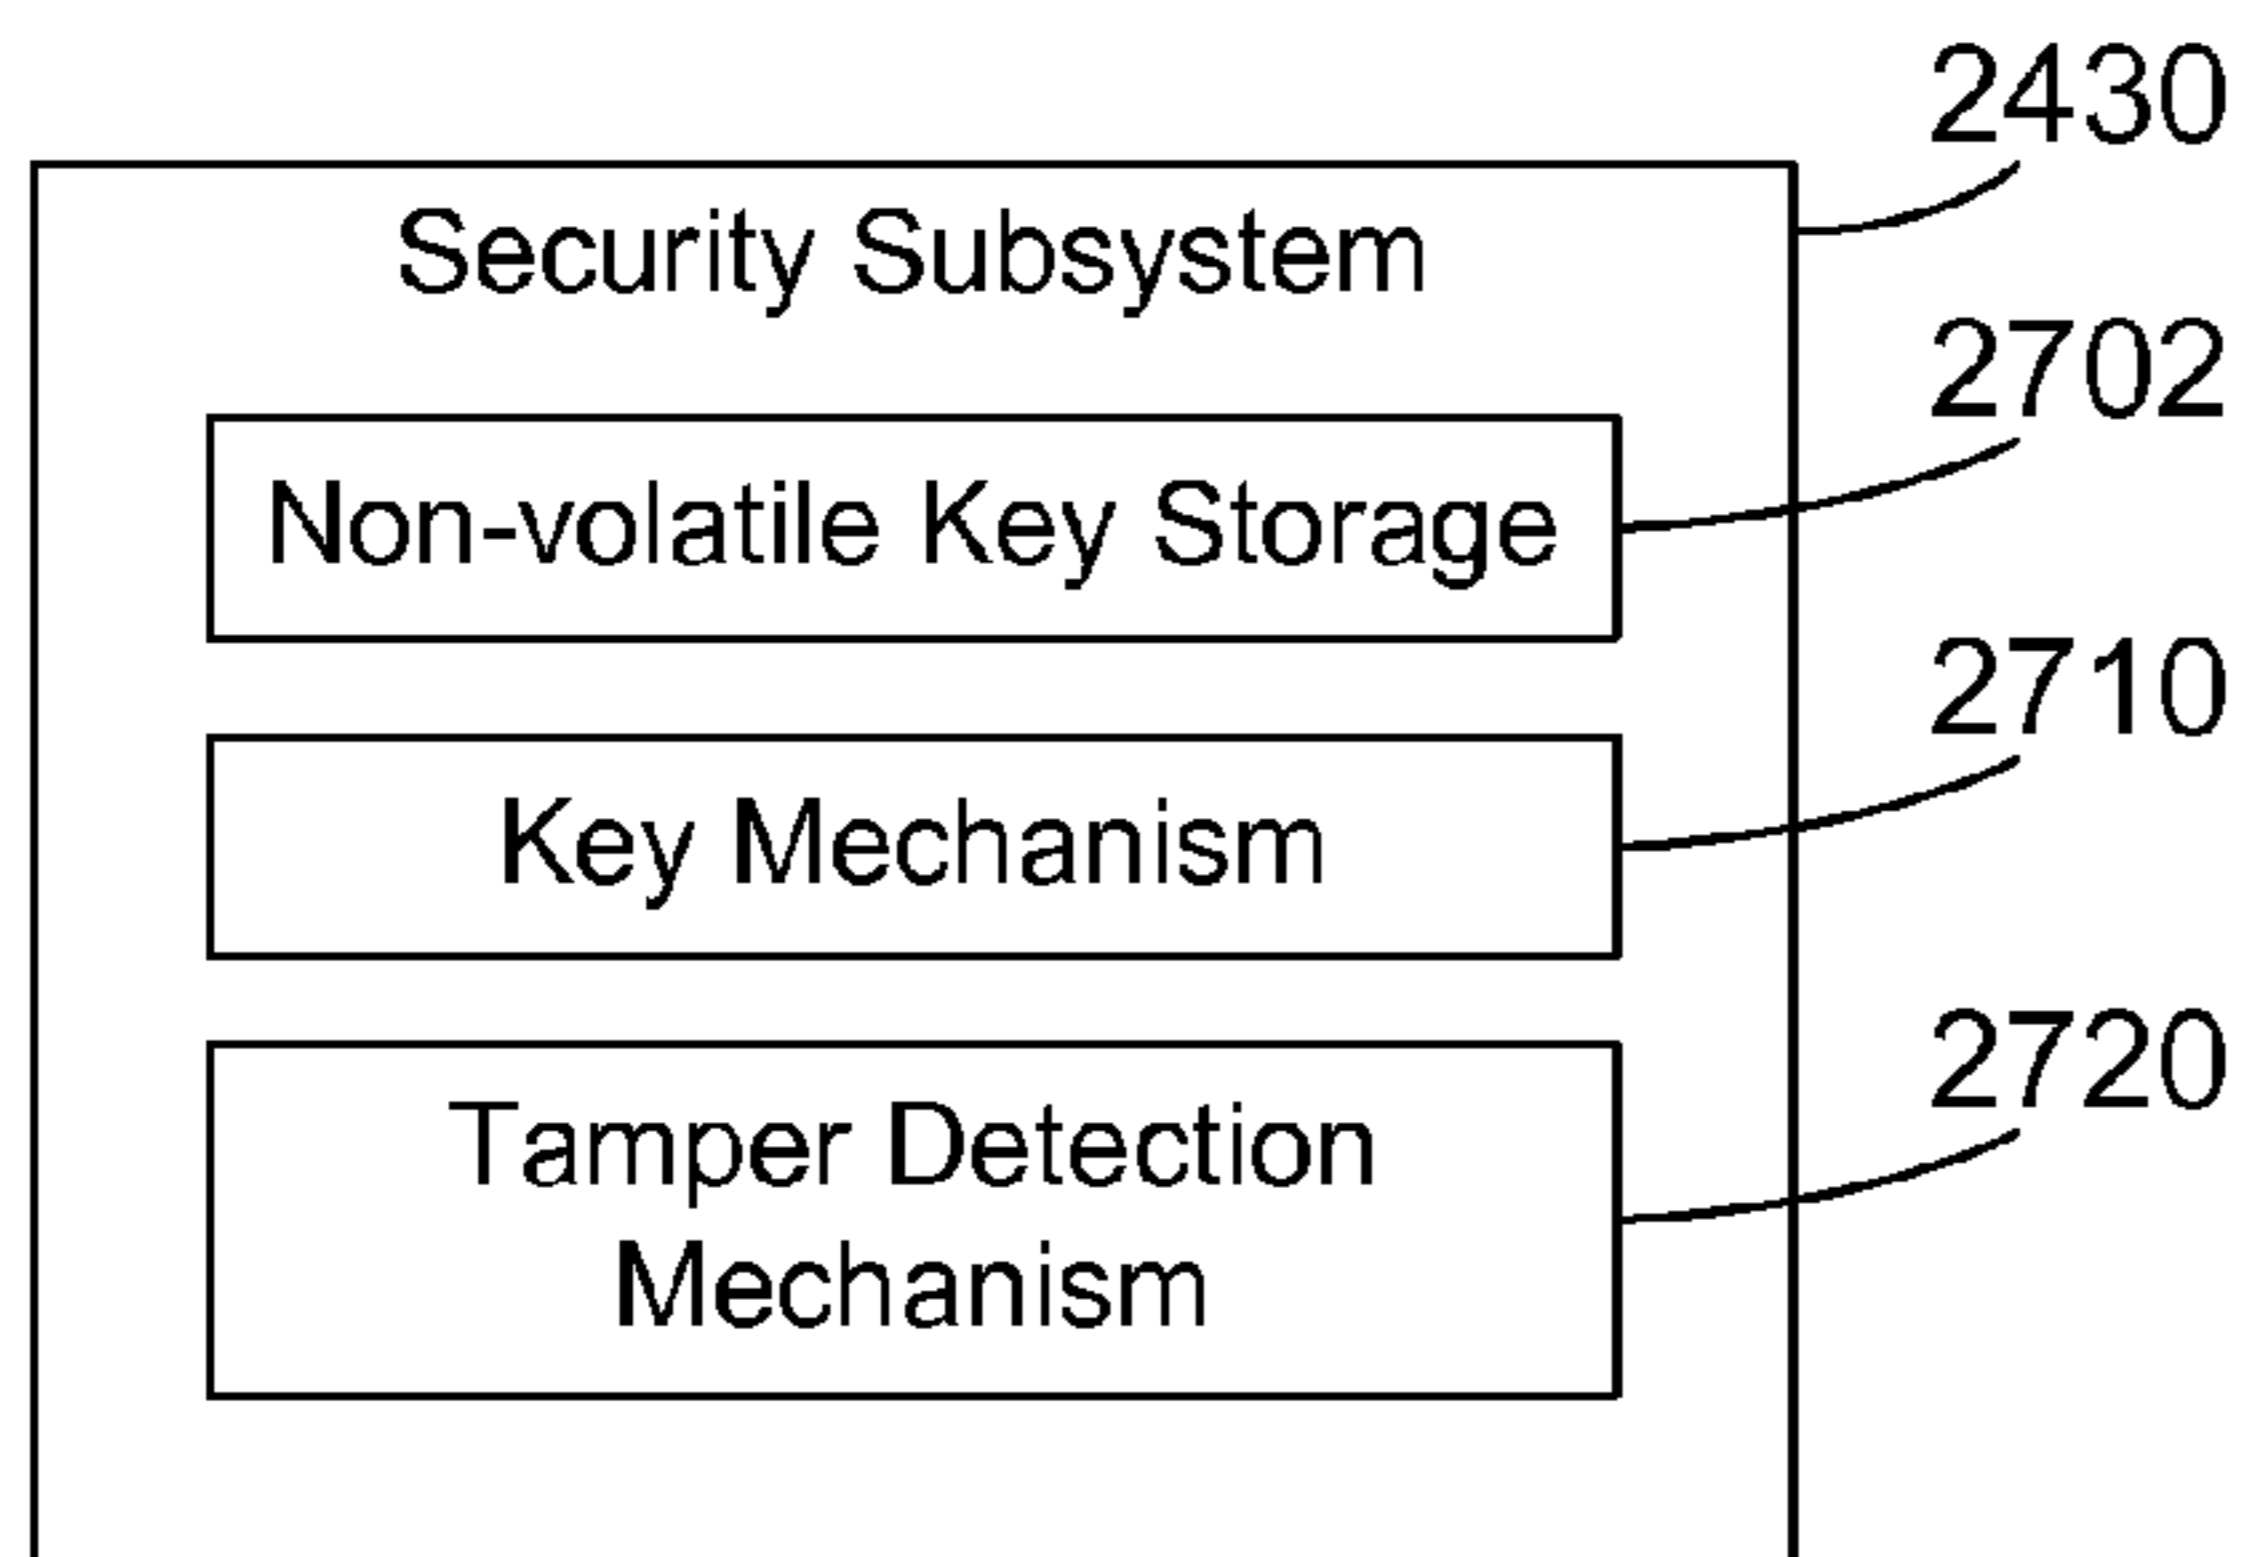 2430
Security Subsystem
2702
Non-volatile Key Storage
2710
Key Mechanism
2720
Tamper Detection
Mechanism